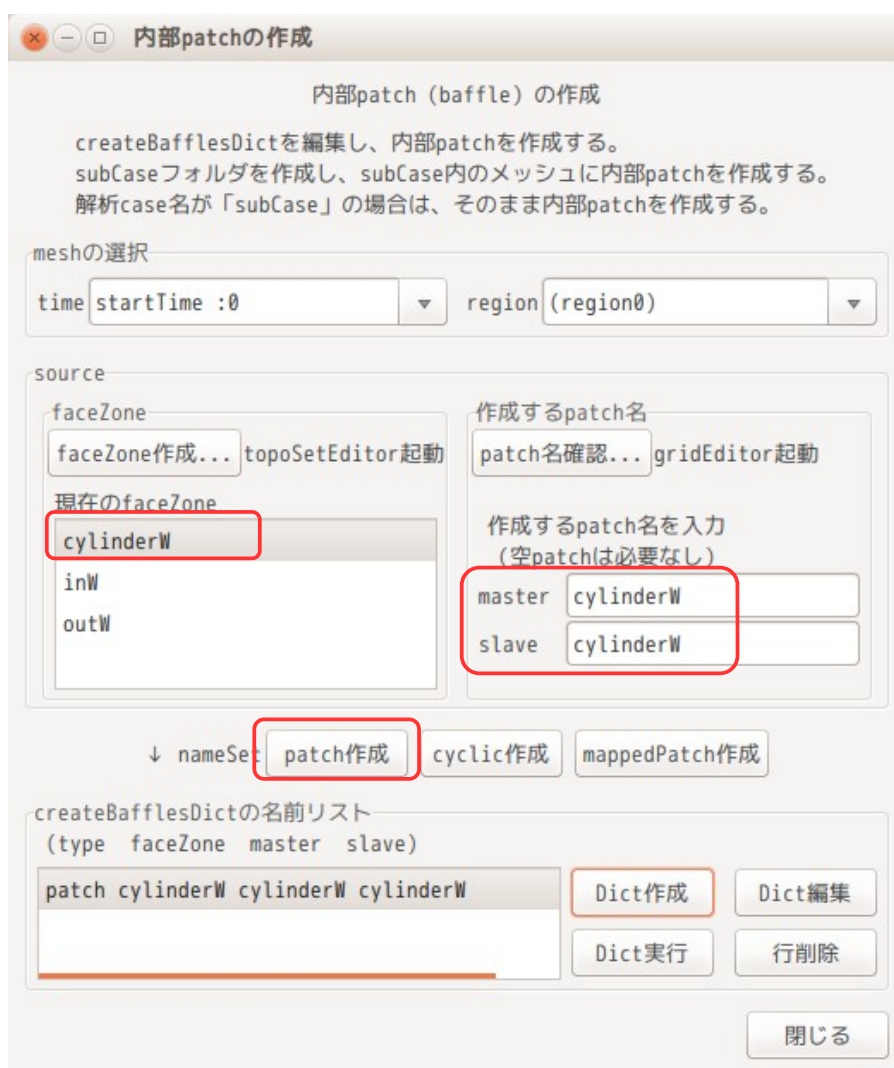 内部patchの作成
内部patch (baffle) の作成
createBafflesDictを編集し、内部patchを作成する。
subCaseフォルダを作成し、subCase内のメッシュに内部patchを作成する。
解析case名が「subCase」の場合は、そのまま内部patchを作成する。
meshの選択
time startTime :0 region (region0)
source
faceZone
faceZone作成... topoSetEditor起動
現在のfaceZone
cylinderW
inW
outW
作成するpatch名
patch名確認... gridEditor起動
作成するpatch名を入力
(空patchは必要なし)
master cylinderW
slave cylinderW
↓ nameSet patch作成 cyclic作成 mappedPatch作成
createBafflesDictの名前リスト
(type faceZone master slave)
patch cylinderW cylinderW cylinderW
Dict作成 Dict編集
Dict実行 行削除
閉じる